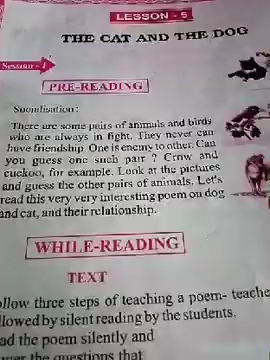 LESSON - 5
THE CAT AND THE DOG
Session - 1
PRE-READING
Socialisation:
There are some pairs of animals and birds
who are always in fight. They never can
have friendship. One is enemy to other. Can
you guess one such pair ? Crow and
cuckoo, for example. Look at the pictures
and guess the other pairs of animals. Let's
read this very very interesting poem on dog
and cat, and their relationship.
WHILE-READING
TEXT
ollow three steps of teaching a poem- teache
llowed by silent reading by the students.
ad the poem silently and
the questions that